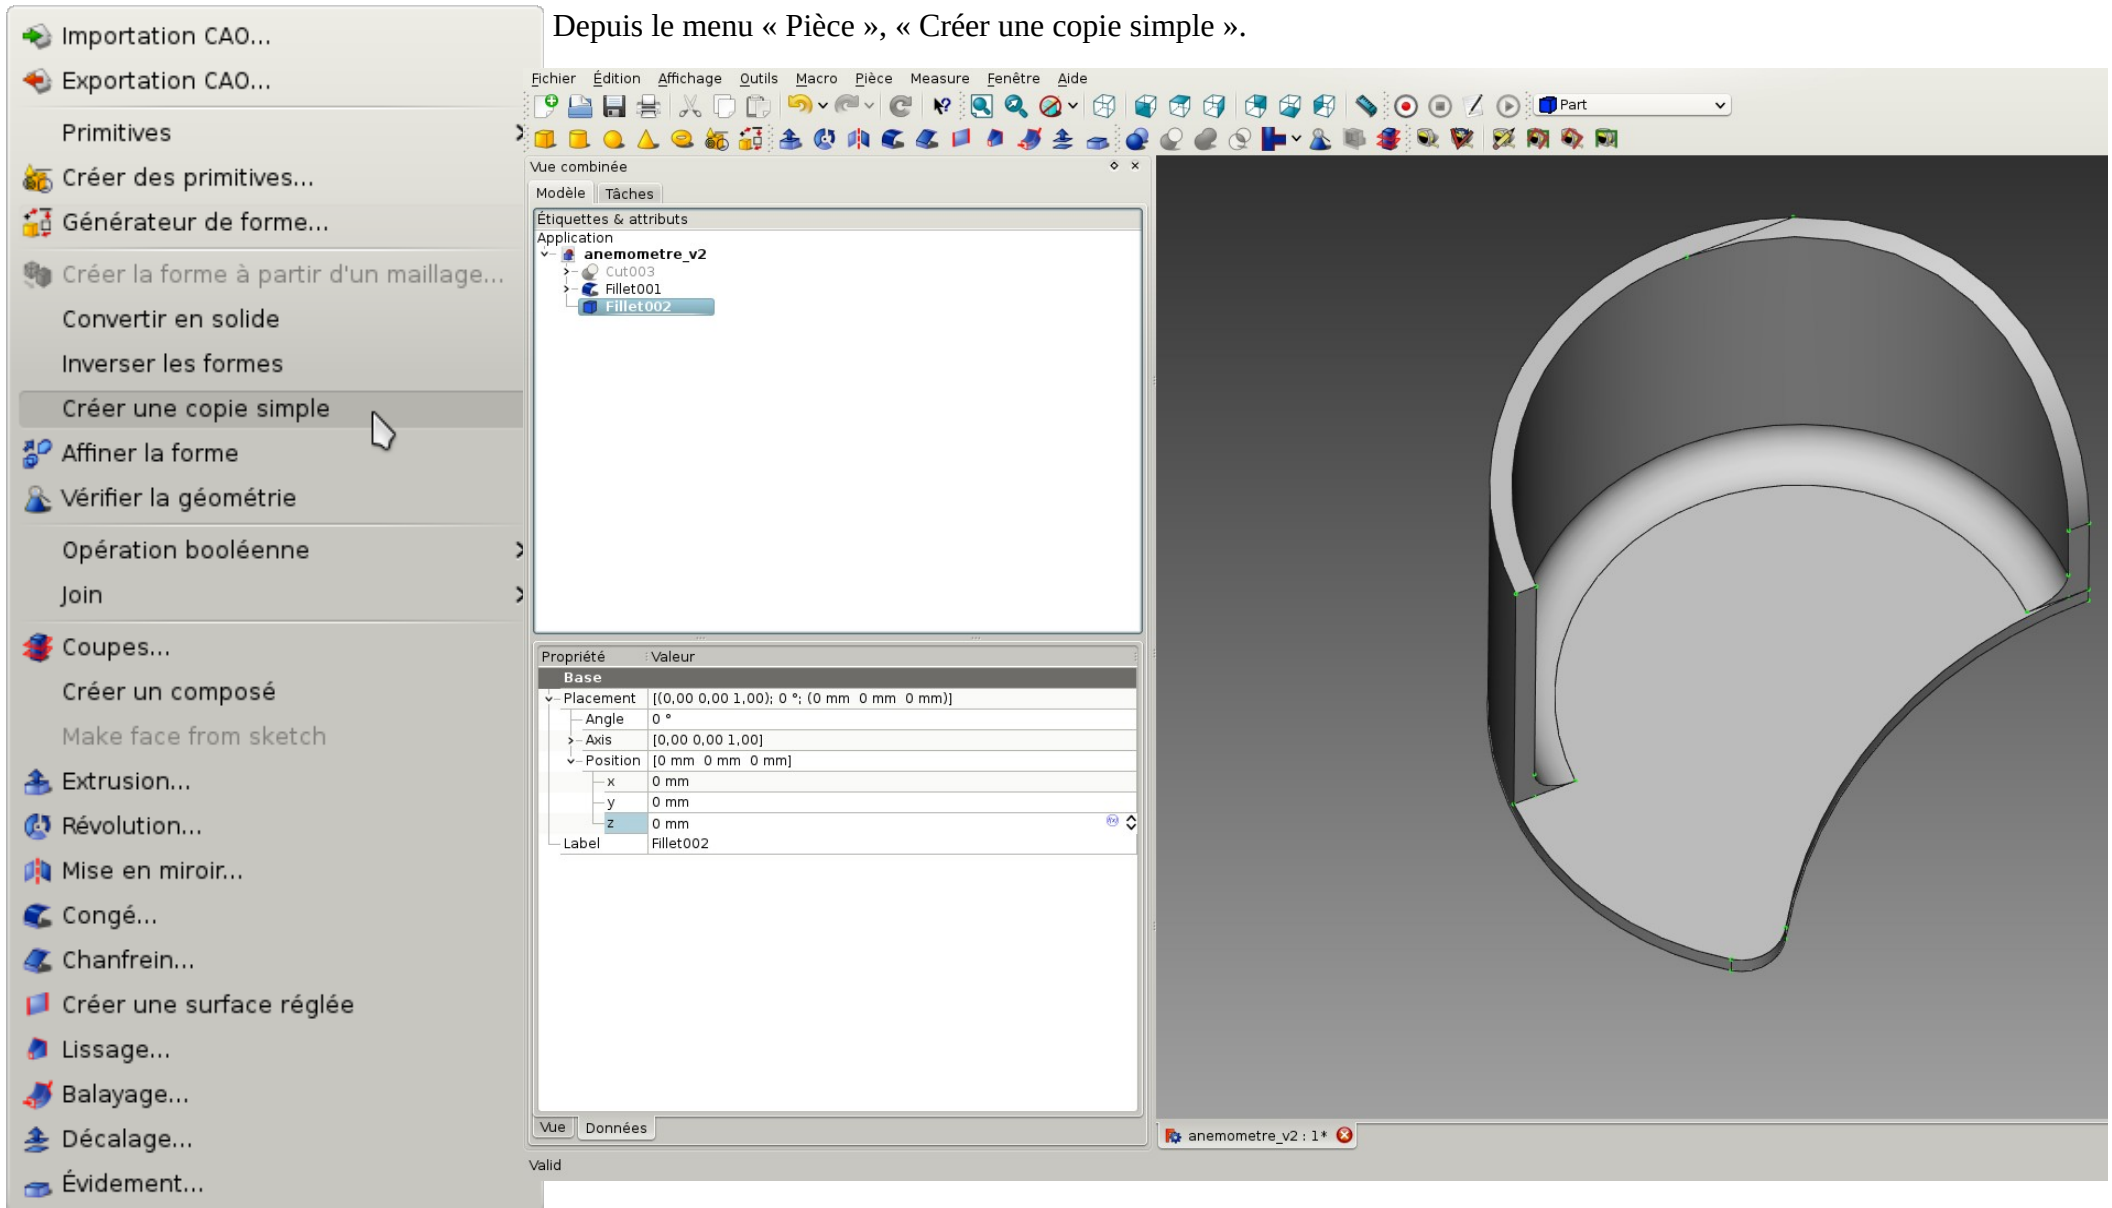 Depuis le menu « Pièce », « Créer une copie simple ».
Importation CAO...
Exportation CAO...
Primitives
Créer des primitives...
Générateur de forme...
Créer la forme à partir d'un maillage...
Convertir en solide
Inverser les formes
Créer une copie simple
Affiner la forme
Vérifier la géométrie
Opération booléenne
Join
Coupes...
Créer un composé
Make face from sketch
Extrusion...
Révolution...
Mise en miroir...
Congé...
Chanfrein...
Créer une surface réglée
Lissage...
Balayage...
Décalage...
Évidement...
Fichier Édition Affichage Outils Macro Pièce Measure Fenêtre Aide
Part
Vue combinée
Modèle Tâches
Étiquettes & attributs
Application
anemometre_v2
Cut003
Fillet001
Fillet002
Propriété Valeur
Base
Placement [(0,00 0,00 1,00); 0 °; (0 mm 0 mm 0 mm)]
Angle 0 °
Axis [0,00 0,00 1,00]
Position [0 mm 0 mm 0 mm]
x 0 mm
y 0 mm
z 0 mm
Label Fillet002
Vue Données
anemometre_v2 : 1*
Valid